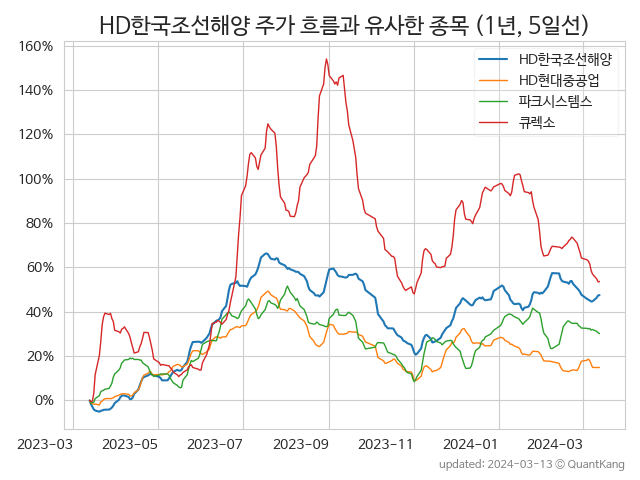 HD한국조선해양 주가 흐름과 유사한 종목 (1년, 5일선)
160%
140%
120%
100%
80%
60%
40%
20%
0%
HD한국조선해양
HD현대중공업
파크시스템스
큐렉소
2023-03
2023-05
2023-07
2023-09
2023-11
2024-01
2024-03
updated: 2024-03-13 © QuantKang